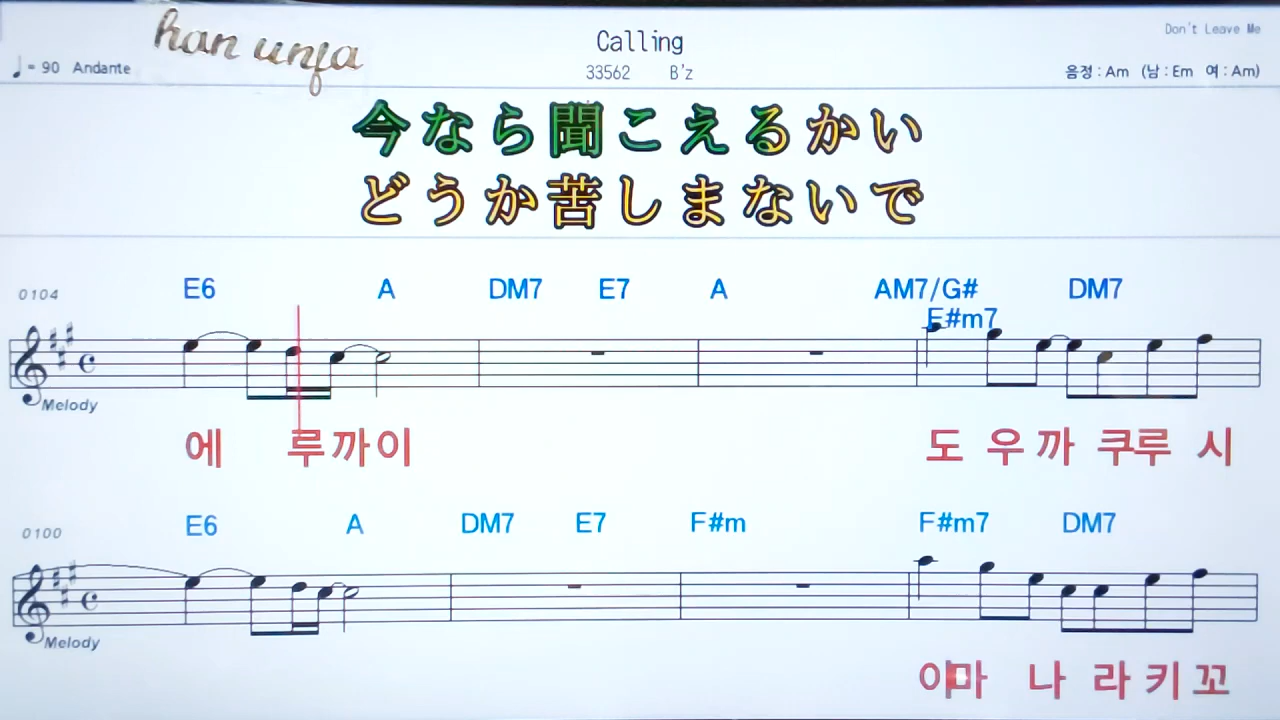 han unfa
Calling
Don't Leave Me
♩= 90 Andante
33562 B'z
음정 : Am (남 : Em 여 : Am)
今なら聞こえるかい
どうか苦しまないで
0104 E6 A DM7 E7 A AM7/G# DM7
F#m7
Melody
에 루까이 도 우 까 쿠루 시
0100 E6 A DM7 E7 F#m F#m7 DM7
Melody
이마 나 라 키 꼬